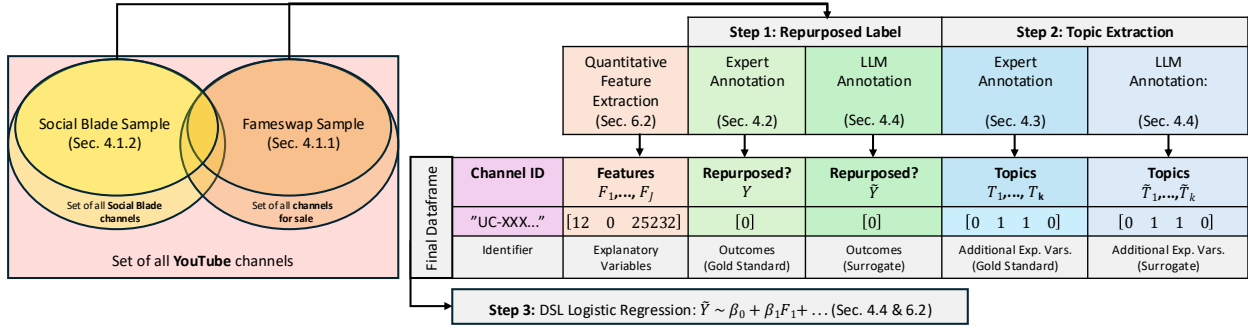 Social Blade Sample
(Sec. 4.1.2)
Fameswap Sample
(Sec. 4.1.1)
Set of all Social Blade
channels
Set of all channels
for sale
Set of all YouTube channels
Step 1: Repurposed Label
Step 2: Topic Extraction
Quantitative
Feature
Extraction
(Sec. 6.2)
Expert
Annotation
(Sec. 4.2)
LLM
Annotation
(Sec. 4.4)
Expert
Annotation
(Sec. 4.3)
LLM
Annotation:
(Sec. 4.4)
Final Dataframe
Channel ID
Features
F₁,..., F_J
Repurposed?
Y
Repurposed?
Ỹ
Topics
T₁,..., T_k
Topics
T̃₁,...,T̃_k
"UC-XXX..."
[12 0 25232]
[0]
[0]
[0 1 1 0]
[0 1 1 0]
Identifier
Explanatory
Variables
Outcomes
(Gold Standard)
Outcomes
(Surrogate)
Additional Exp. Vars.
(Gold Standard)
Additional Exp. Vars.
(Surrogate)
Step 3: DSL Logistic Regression: Ỹ ~ β₀ + β₁F₁+ ... (Sec. 4.4 & 6.2)